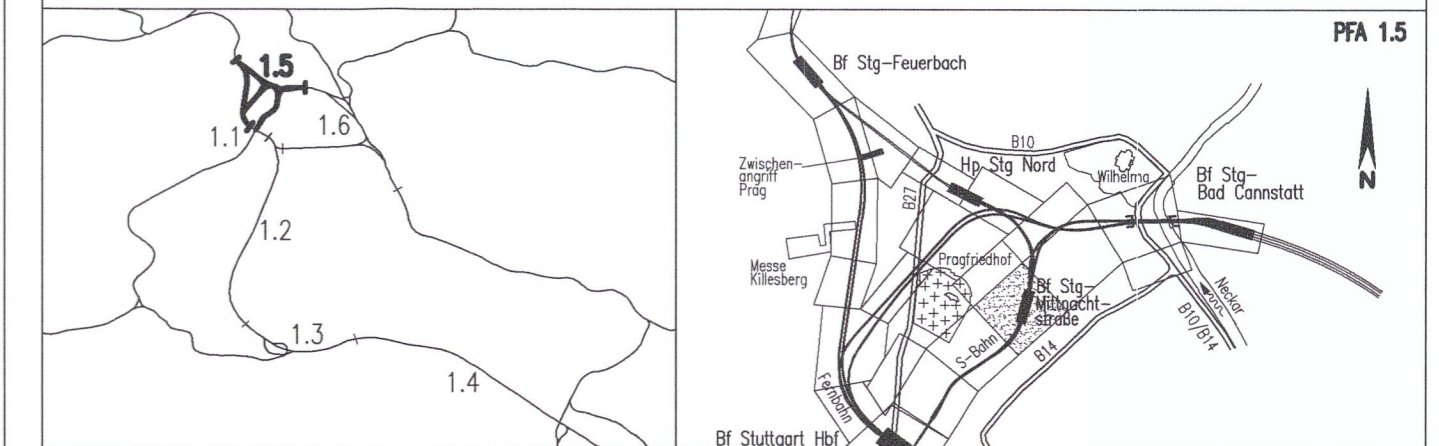 1.5
1.1
1.6
1.2
1.3
1.4
PFA 1.5
Bf Stg-Feuerbach
B10
Zwischen-
angriff
Prag
Hp Stg Nord
Wilhelma
Bf Stg-
Bad Cannstatt
N
B27
Messe
Killesberg
Pragfriedhof
Bf Stg-
Mittnacht-
straße
Neckar
B10/B14
S-Bahn
B14
Fernbahn
Bf Stuttgart Hbf